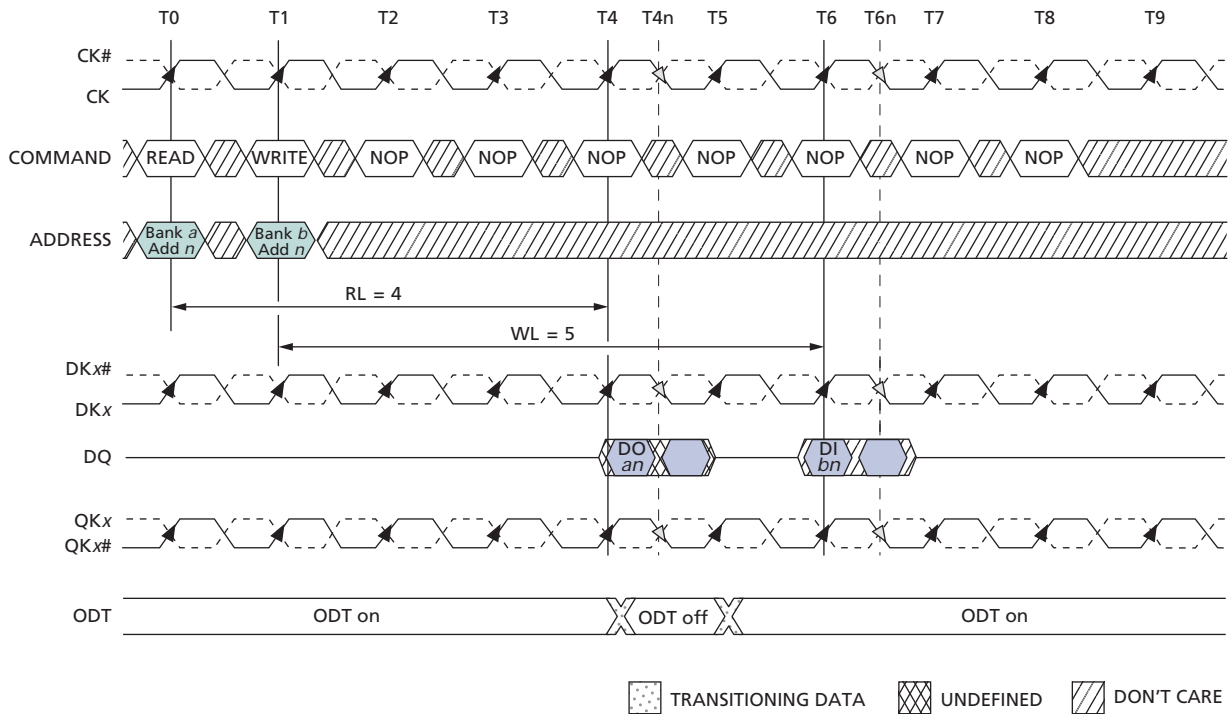 T0 T1 T2 T3 T4 T4n T5 T6 T6n T7 T8 T9
CK#
CK
COMMAND READ WRITE NOP NOP NOP NOP NOP NOP NOP
ADDRESS Bank a Add n Bank b Add n
RL = 4
WL = 5
DKx#
DKx
DQ DO an DI bn
QKx
QKx#
ODT ODT on ODT off ODT on
TRANSITIONING DATA UNDEFINED DON'T CARE